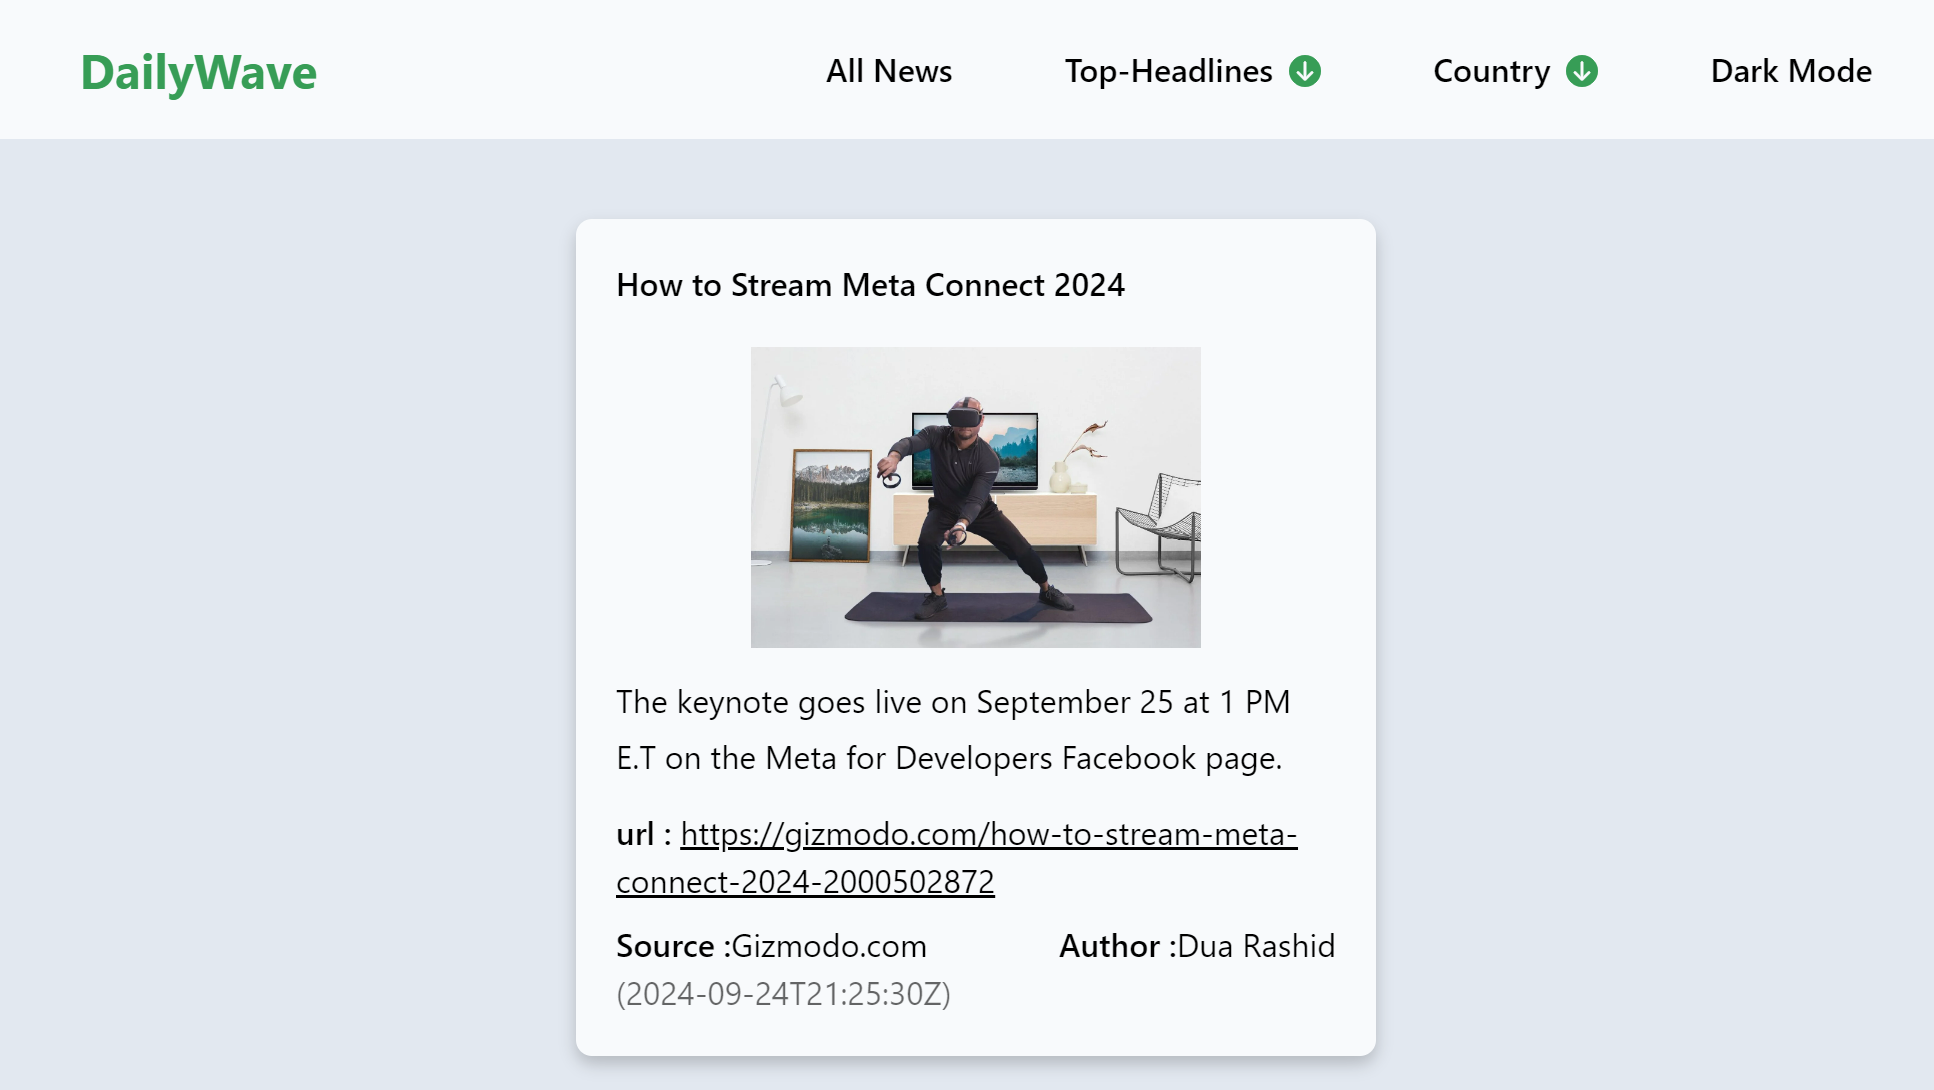 DailyWave
All News
Top-Headlines
Country
Dark Mode
How to Stream Meta Connect 2024
The keynote goes live on September 25 at 1 PM
E.T on the Meta for Developers Facebook page.
url : https://gizmodo.com/how-to-stream-meta-
connect-2024-2000502872
Source :Gizmodo.com
Author :Dua Rashid
(2024-09-24T21:25:30Z)